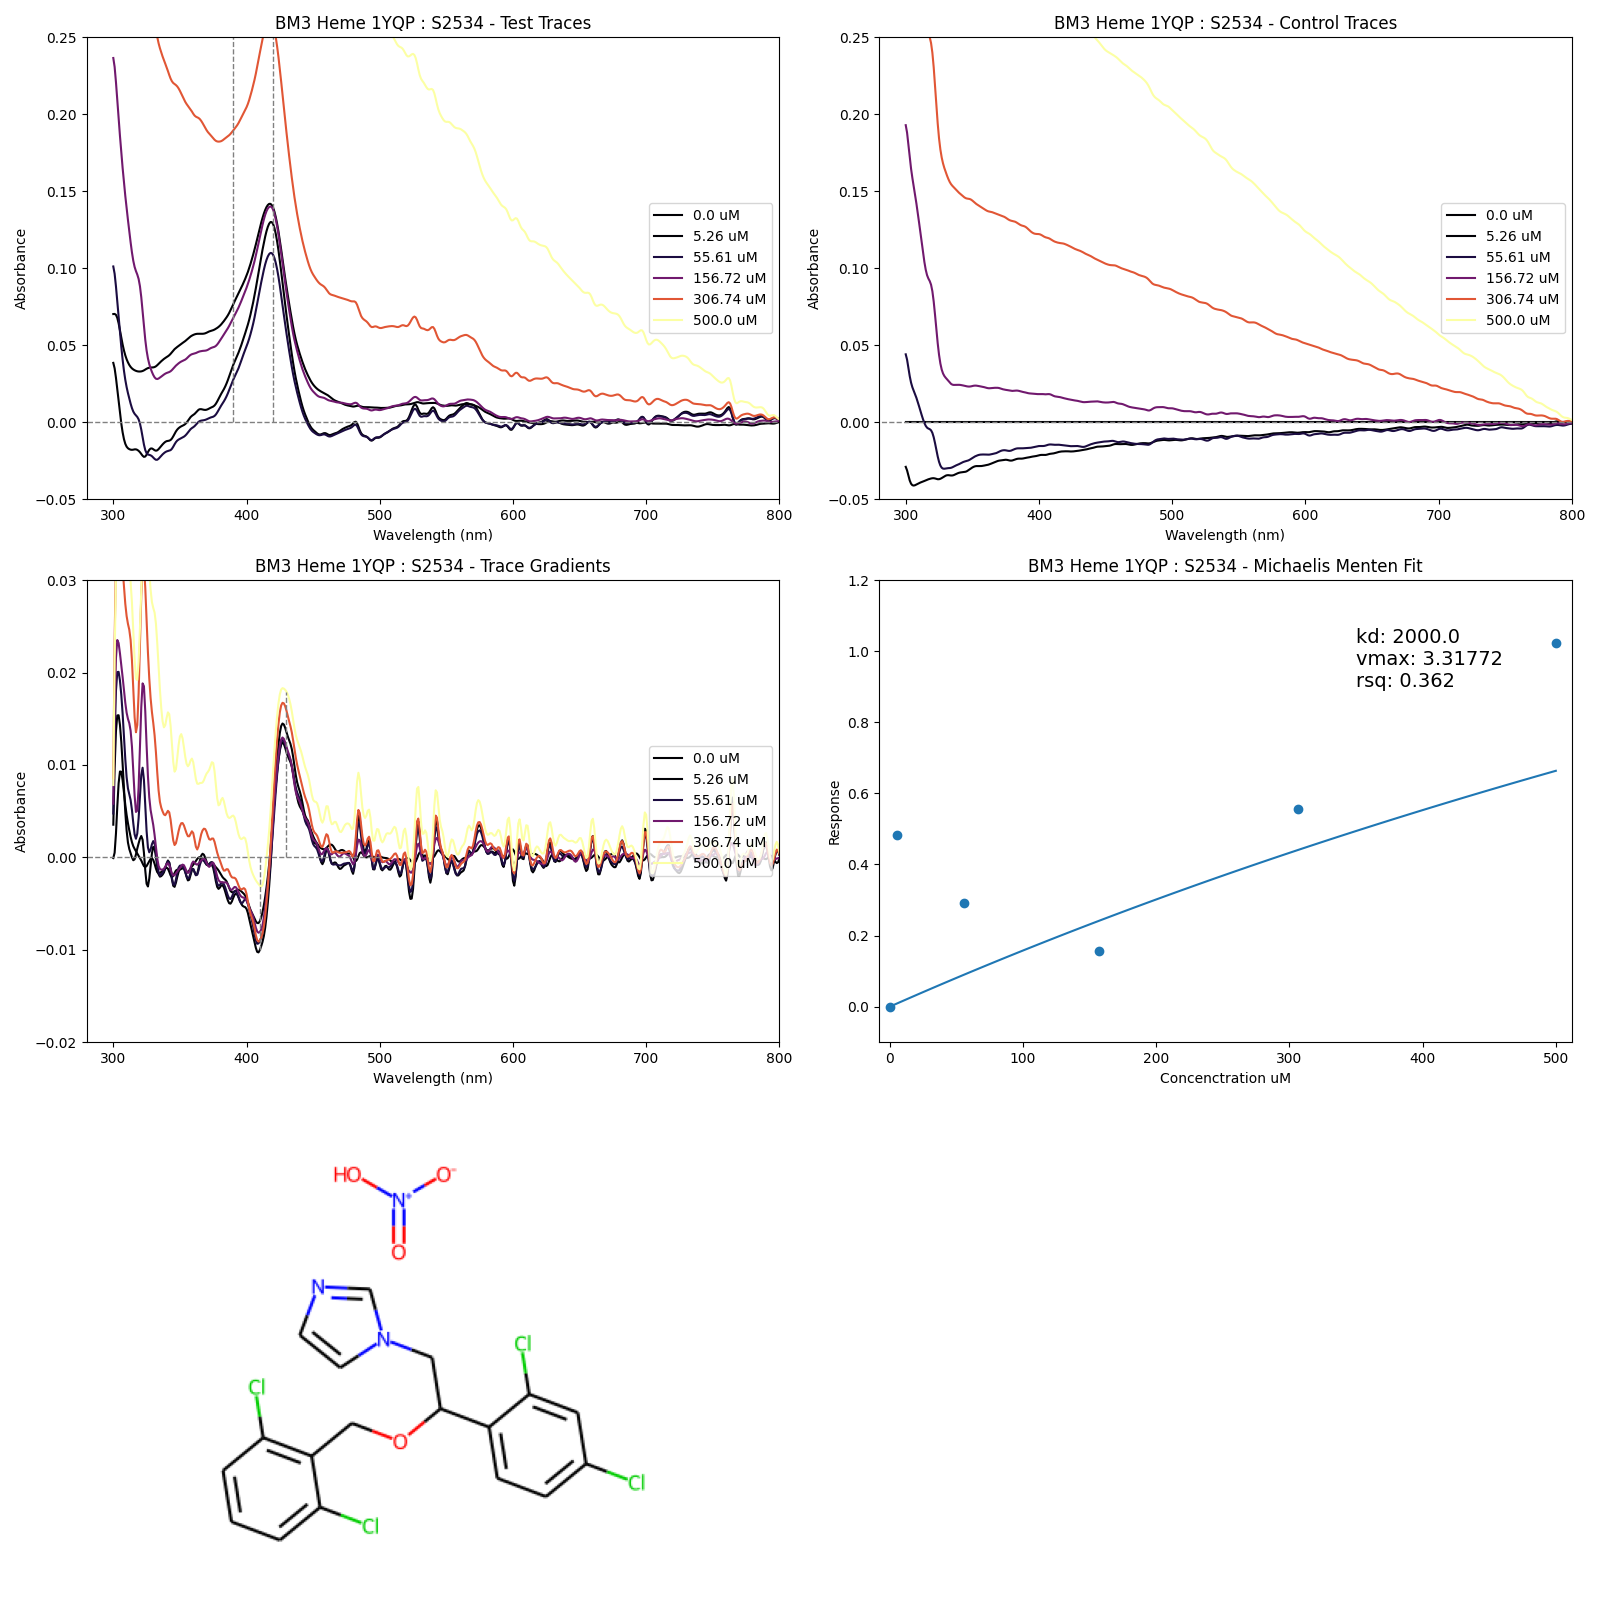 BM3 Heme 1YQP : S2534 - Test Traces
Absorbance
0.25
0.20
0.15
0.10
0.05
0.00
−0.05
300 400 500 600 700 800
Wavelength (nm)
0.0 uM
5.26 uM
55.61 uM
156.72 uM
306.74 uM
500.0 uM
BM3 Heme 1YQP : S2534 - Control Traces
Absorbance
0.25
0.20
0.15
0.10
0.05
0.00
−0.05
300 400 500 600 700 800
Wavelength (nm)
0.0 uM
5.26 uM
55.61 uM
156.72 uM
306.74 uM
500.0 uM
BM3 Heme 1YQP : S2534 - Trace Gradients
Absorbance
0.03
0.02
0.01
0.00
−0.01
−0.02
300 400 500 600 700 800
Wavelength (nm)
0.0 uM
5.26 uM
55.61 uM
156.72 uM
306.74 uM
500.0 uM
BM3 Heme 1YQP : S2534 - Michaelis Menten Fit
Response
1.2
1.0
0.8
0.6
0.4
0.2
0.0
0 100 200 300 400 500
Concenctration uM
kd: 2000.0
vmax: 3.31772
rsq: 0.362
HO
N+
O-
O
N
N
Cl
Cl
O
Cl
Cl